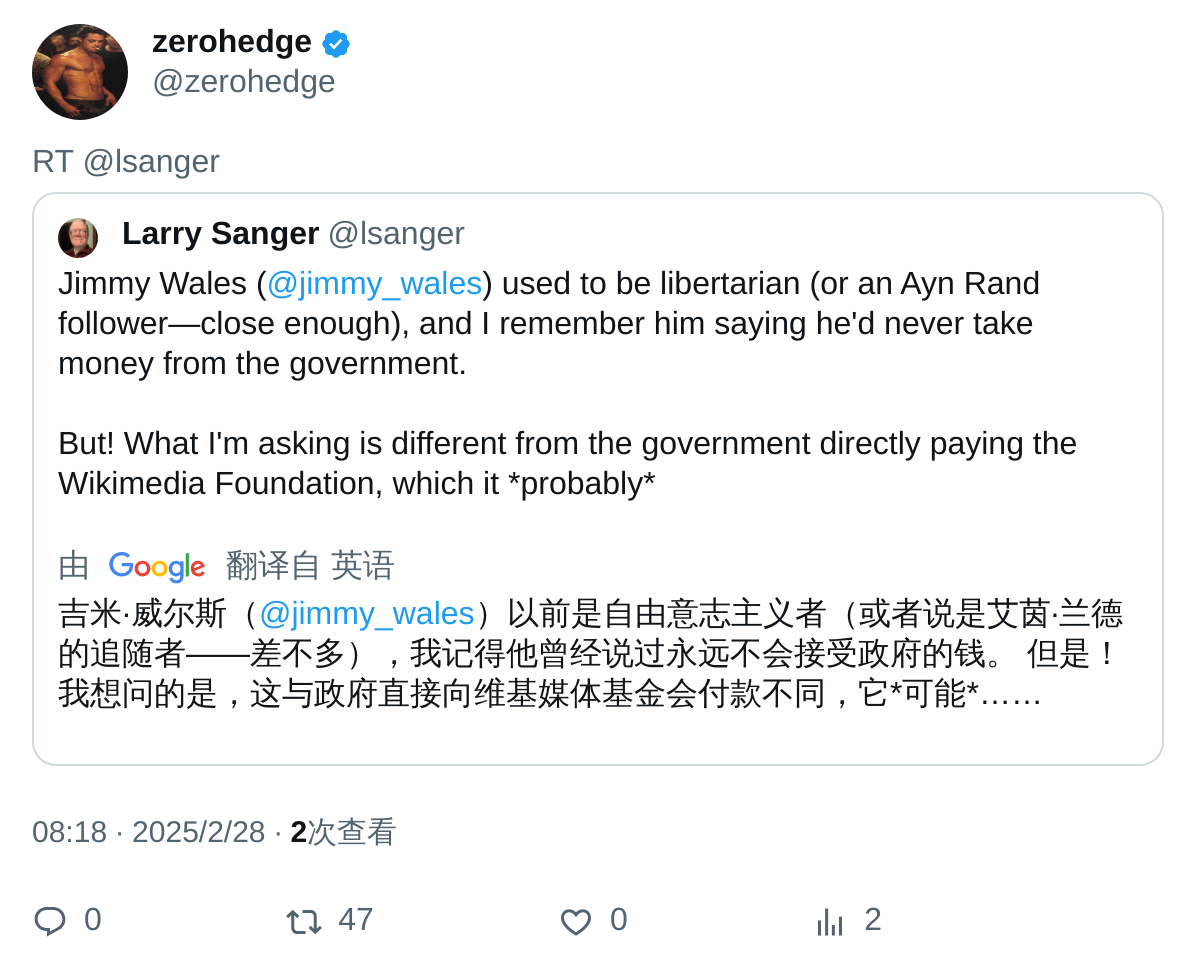 zerohedge
@zerohedge
RT @lsanger
Larry Sanger @lsanger
Jimmy Wales (@jimmy_wales) used to be libertarian (or an Ayn Rand
follower—close enough), and I remember him saying he'd never take
money from the government.
But! What I'm asking is different from the government directly paying the
Wikimedia Foundation, which it *probably*
由 Google 翻译自 英语
吉米·威尔斯（@jimmy_wales）以前是自由意志主义者（或者说是艾茵·兰德
的追随者——差不多），我记得他曾经说过永远不会接受政府的钱。 但是！
我想问的是，这与政府直接向维基媒体基金会付款不同，它*可能*……
08:18 · 2025/2/28 · 2次查看
0 47 0 2